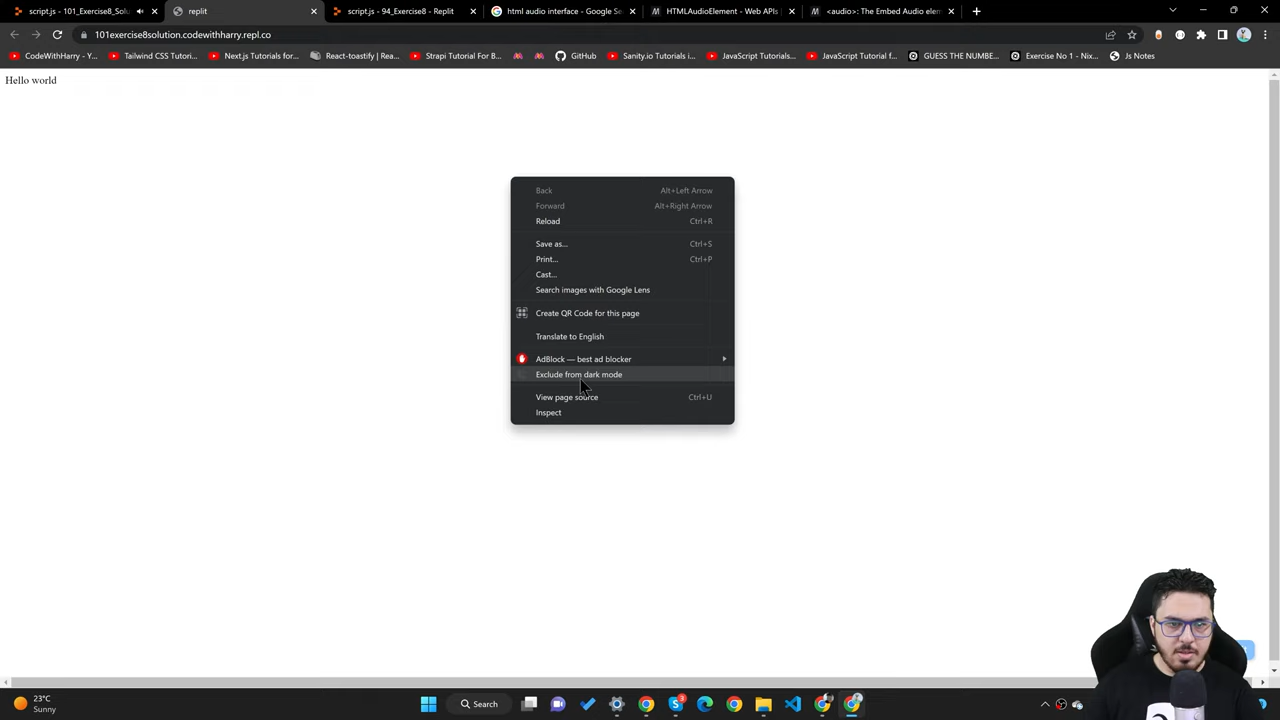 script.js - 101_Exercise8_Solu
replit
script.js - 94_Exercise8 - Replit
html audio interface - Google Se
HTMLAudioElement - Web APIs
<audio>: The Embed Audio elem
101exercise8solution.codewithharry.repl.co
CodeWithHarry - Y...
Tailwind CSS Tutori...
Next.js Tutorials for...
React-toastify | Rea...
Strapi Tutorial For B...
GitHub
Sanity.io Tutorials i...
JavaScript Tutorials...
JavaScript Tutorial f...
GUESS THE NUMBE...
Exercise No 1 - Nix...
Js Notes
Hello world
Back Alt+Left Arrow
Forward Alt+Right Arrow
Reload Ctrl+R
Save as... Ctrl+S
Print... Ctrl+P
Cast...
Search images with Google Lens
Create QR Code for this page
Translate to English
AdBlock — best ad blocker
Exclude from dark mode
View page source Ctrl+U
Inspect
23°C
Sunny
Search